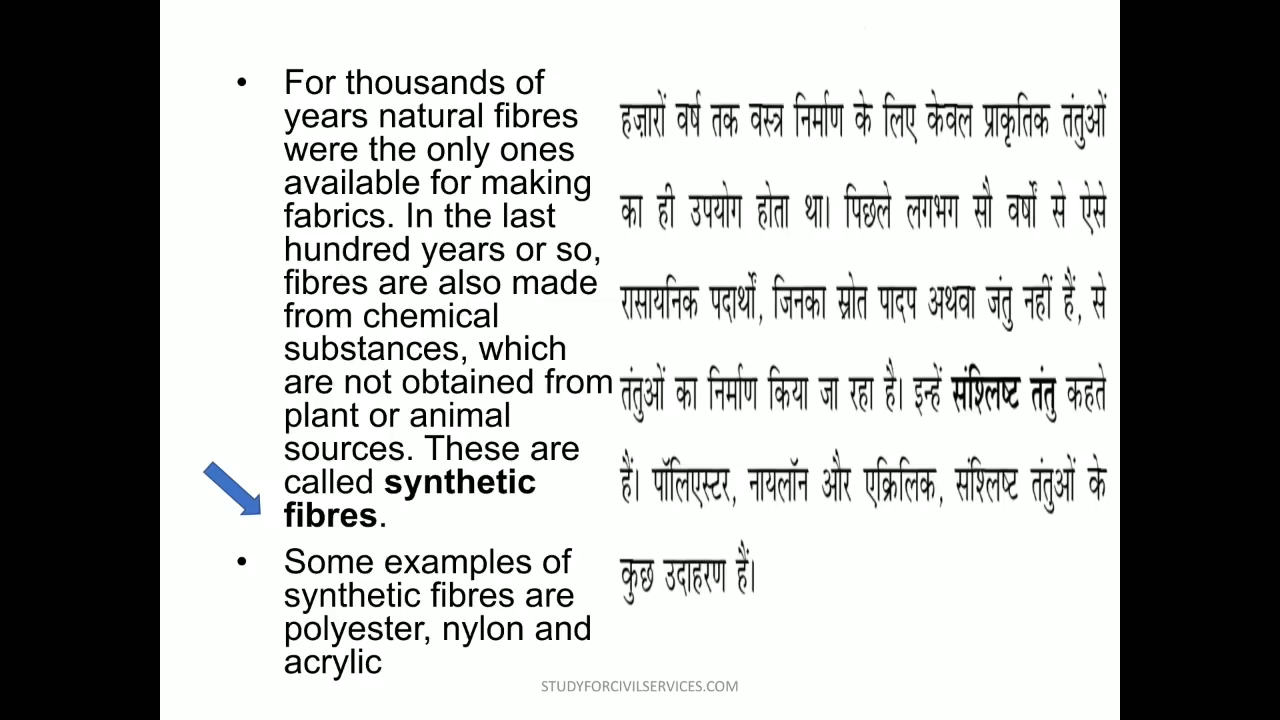 • For thousands of
years natural fibres
were the only ones
available for making
fabrics. In the last
hundred years or so,
fibres are also made
from chemical
substances, which
are not obtained from
plant or animal
sources. These are
called synthetic
fibres.
• Some examples of
synthetic fibres are
polyester, nylon and
acrylic
हज़ारों वर्ष तक वस्त्र निर्माण के लिए केवल प्राकृतिक तंतुओं
का ही उपयोग होता था। पिछले लगभग सौ वर्षों से ऐसे
रासायनिक पदार्थों, जिनका स्रोत पादप अथवा जंतु नहीं हैं, से
तंतुओं का निर्माण किया जा रहा है। इन्हें संश्लिष्ट तंतु कहते
हैं। पॉलिएस्टर, नायलॉन और एक्रिलिक, संश्लिष्ट तंतुओं के
कुछ उदाहरण हैं।
STUDYFORCIVILSERVICES.COM